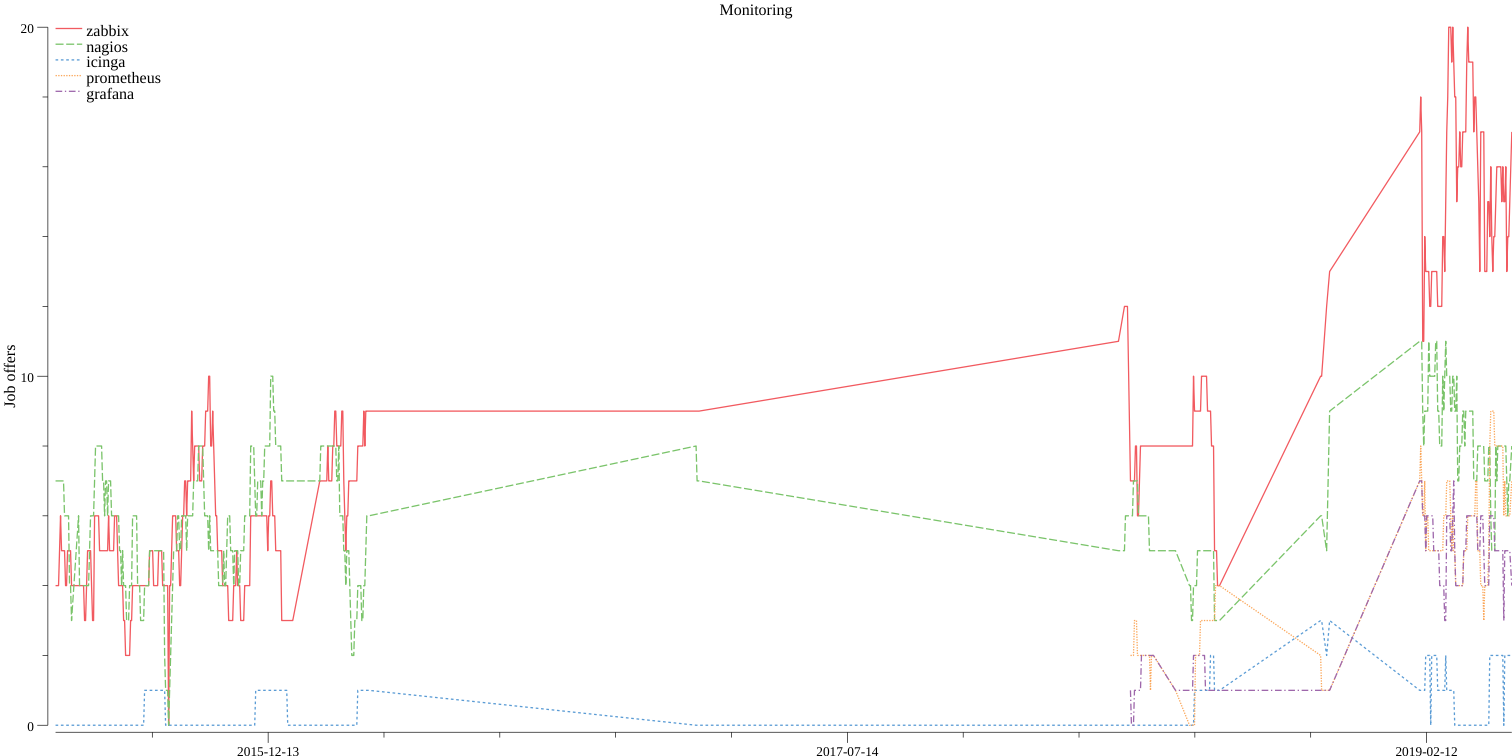 Monitoring
20
zabbix
nagios
icinga
prometheus
grafana
Job offers
10
0
2015-12-13
2017-07-14
2019-02-12